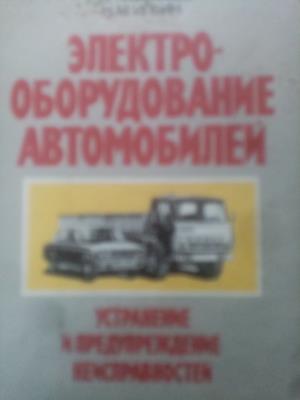 ЭЛЕКТРО-
ОБОРУДОВАНИЕ
АВТОМОБИЛЕЙ
УСТРАНЕНИЕ
И ПРЕДУПРЕЖДЕНИЕ
НЕИСПРАВНОСТЕЙ